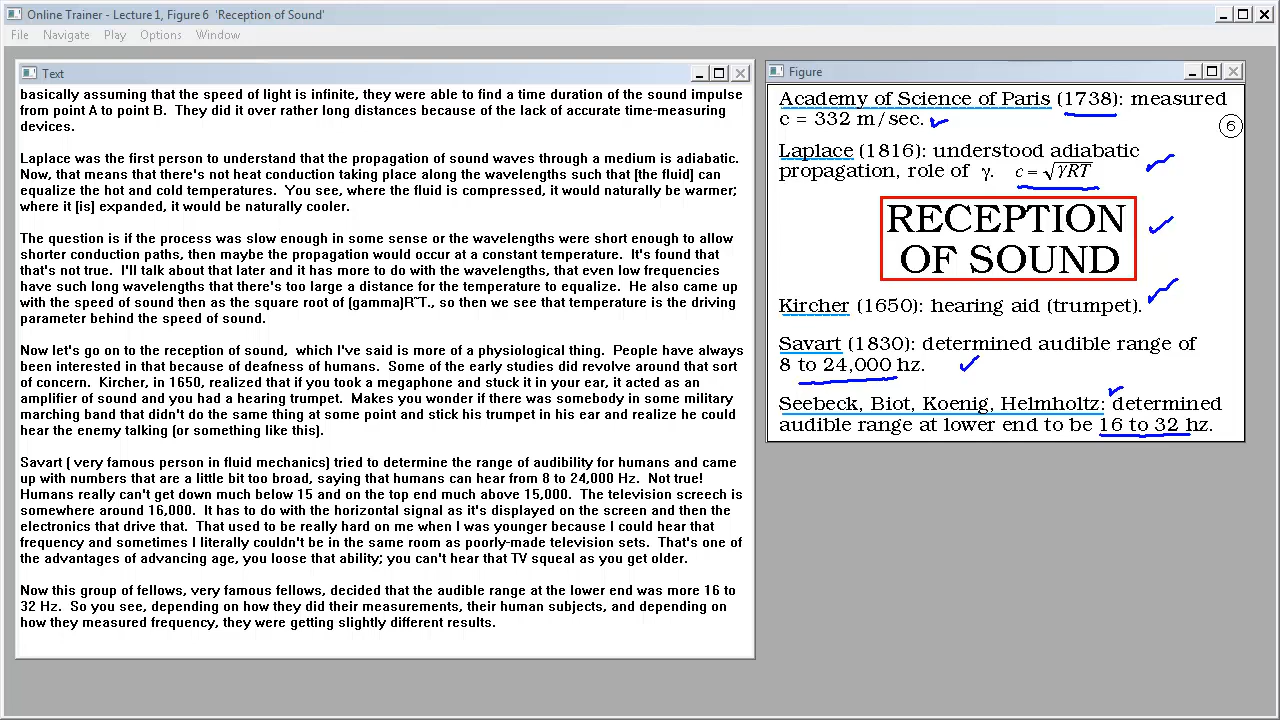 Online Trainer - Lecture 1, Figure 6 'Reception of Sound'
File Navigate Play Options Window
Text
basically assuming that the speed of light is infinite, they were able to find a time duration of the sound impulse
from point A to point B. They did it over rather long distances because of the lack of accurate time-measuring
devices.
Laplace was the first person to understand that the propagation of sound waves through a medium is adiabatic.
Now, that means that there's not heat conduction taking place along the wavelengths such that [the fluid] can
equalize the hot and cold temperatures. You see, where the fluid is compressed, it would naturally be warmer;
where it [is] expanded, it would be naturally cooler.
The question is if the process was slow enough in some sense or the wavelengths were short enough to allow
shorter conduction paths, then maybe the propagation would occur at a constant temperature. It's found that
that's not true. I'll talk about that later and it has more to do with the wavelengths, that even low frequencies
have such long wavelengths that there's too large a distance for the temperature to equalize. He also came up
with the speed of sound then as the square root of (gamma)R~T., so then we see that temperature is the driving
parameter behind the speed of sound.
Now let's go on to the reception of sound, which I've said is more of a physiological thing. People have always
been interested in that because of deafness of humans. Some of the early studies did revolve around that sort
of concern. Kircher, in 1650, realized that if you took a megaphone and stuck it in your ear, it acted as an
amplifier of sound and you had a hearing trumpet. Makes you wonder if there was somebody in some military
marching band that didn't do the same thing at some point and stick his trumpet in his ear and realize he could
hear the enemy talking (or something like this).
Savart ( very famous person in fluid mechanics) tried to determine the range of audibility for humans and came
up with numbers that are a little bit too broad, saying that humans can hear from 8 to 24,000 Hz. Not true!
Humans really can't get down much below 15 and on the top end much above 15,000. The television screech is
somewhere around 16,000. It has to do with the horizontal signal as it's displayed on the screen and then the
electronics that drive that. That used to be really hard on me when I was younger because I could hear that
frequency and sometimes I literally couldn't be in the same room as poorly-made television sets. That's one of
the advantages of advancing age, you loose that ability; you can't hear that TV squeal as you get older.
Now this group of fellows, very famous fellows, decided that the audible range at the lower end was more 16 to
32 Hz. So you see, depending on how they did their measurements, their human subjects, and depending on
how they measured frequency, they were getting slightly different results.
Figure
Academy of Science of Paris (1738): measured
c = 332 m/sec.
6
Laplace (1816): understood adiabatic
propagation, role of γ. c = √γRT
RECEPTION
OF SOUND
Kircher (1650): hearing aid (trumpet).
Savart (1830): determined audible range of
8 to 24,000 hz.
Seebeck, Biot, Koenig, Helmholtz: determined
audible range at lower end to be 16 to 32 hz.